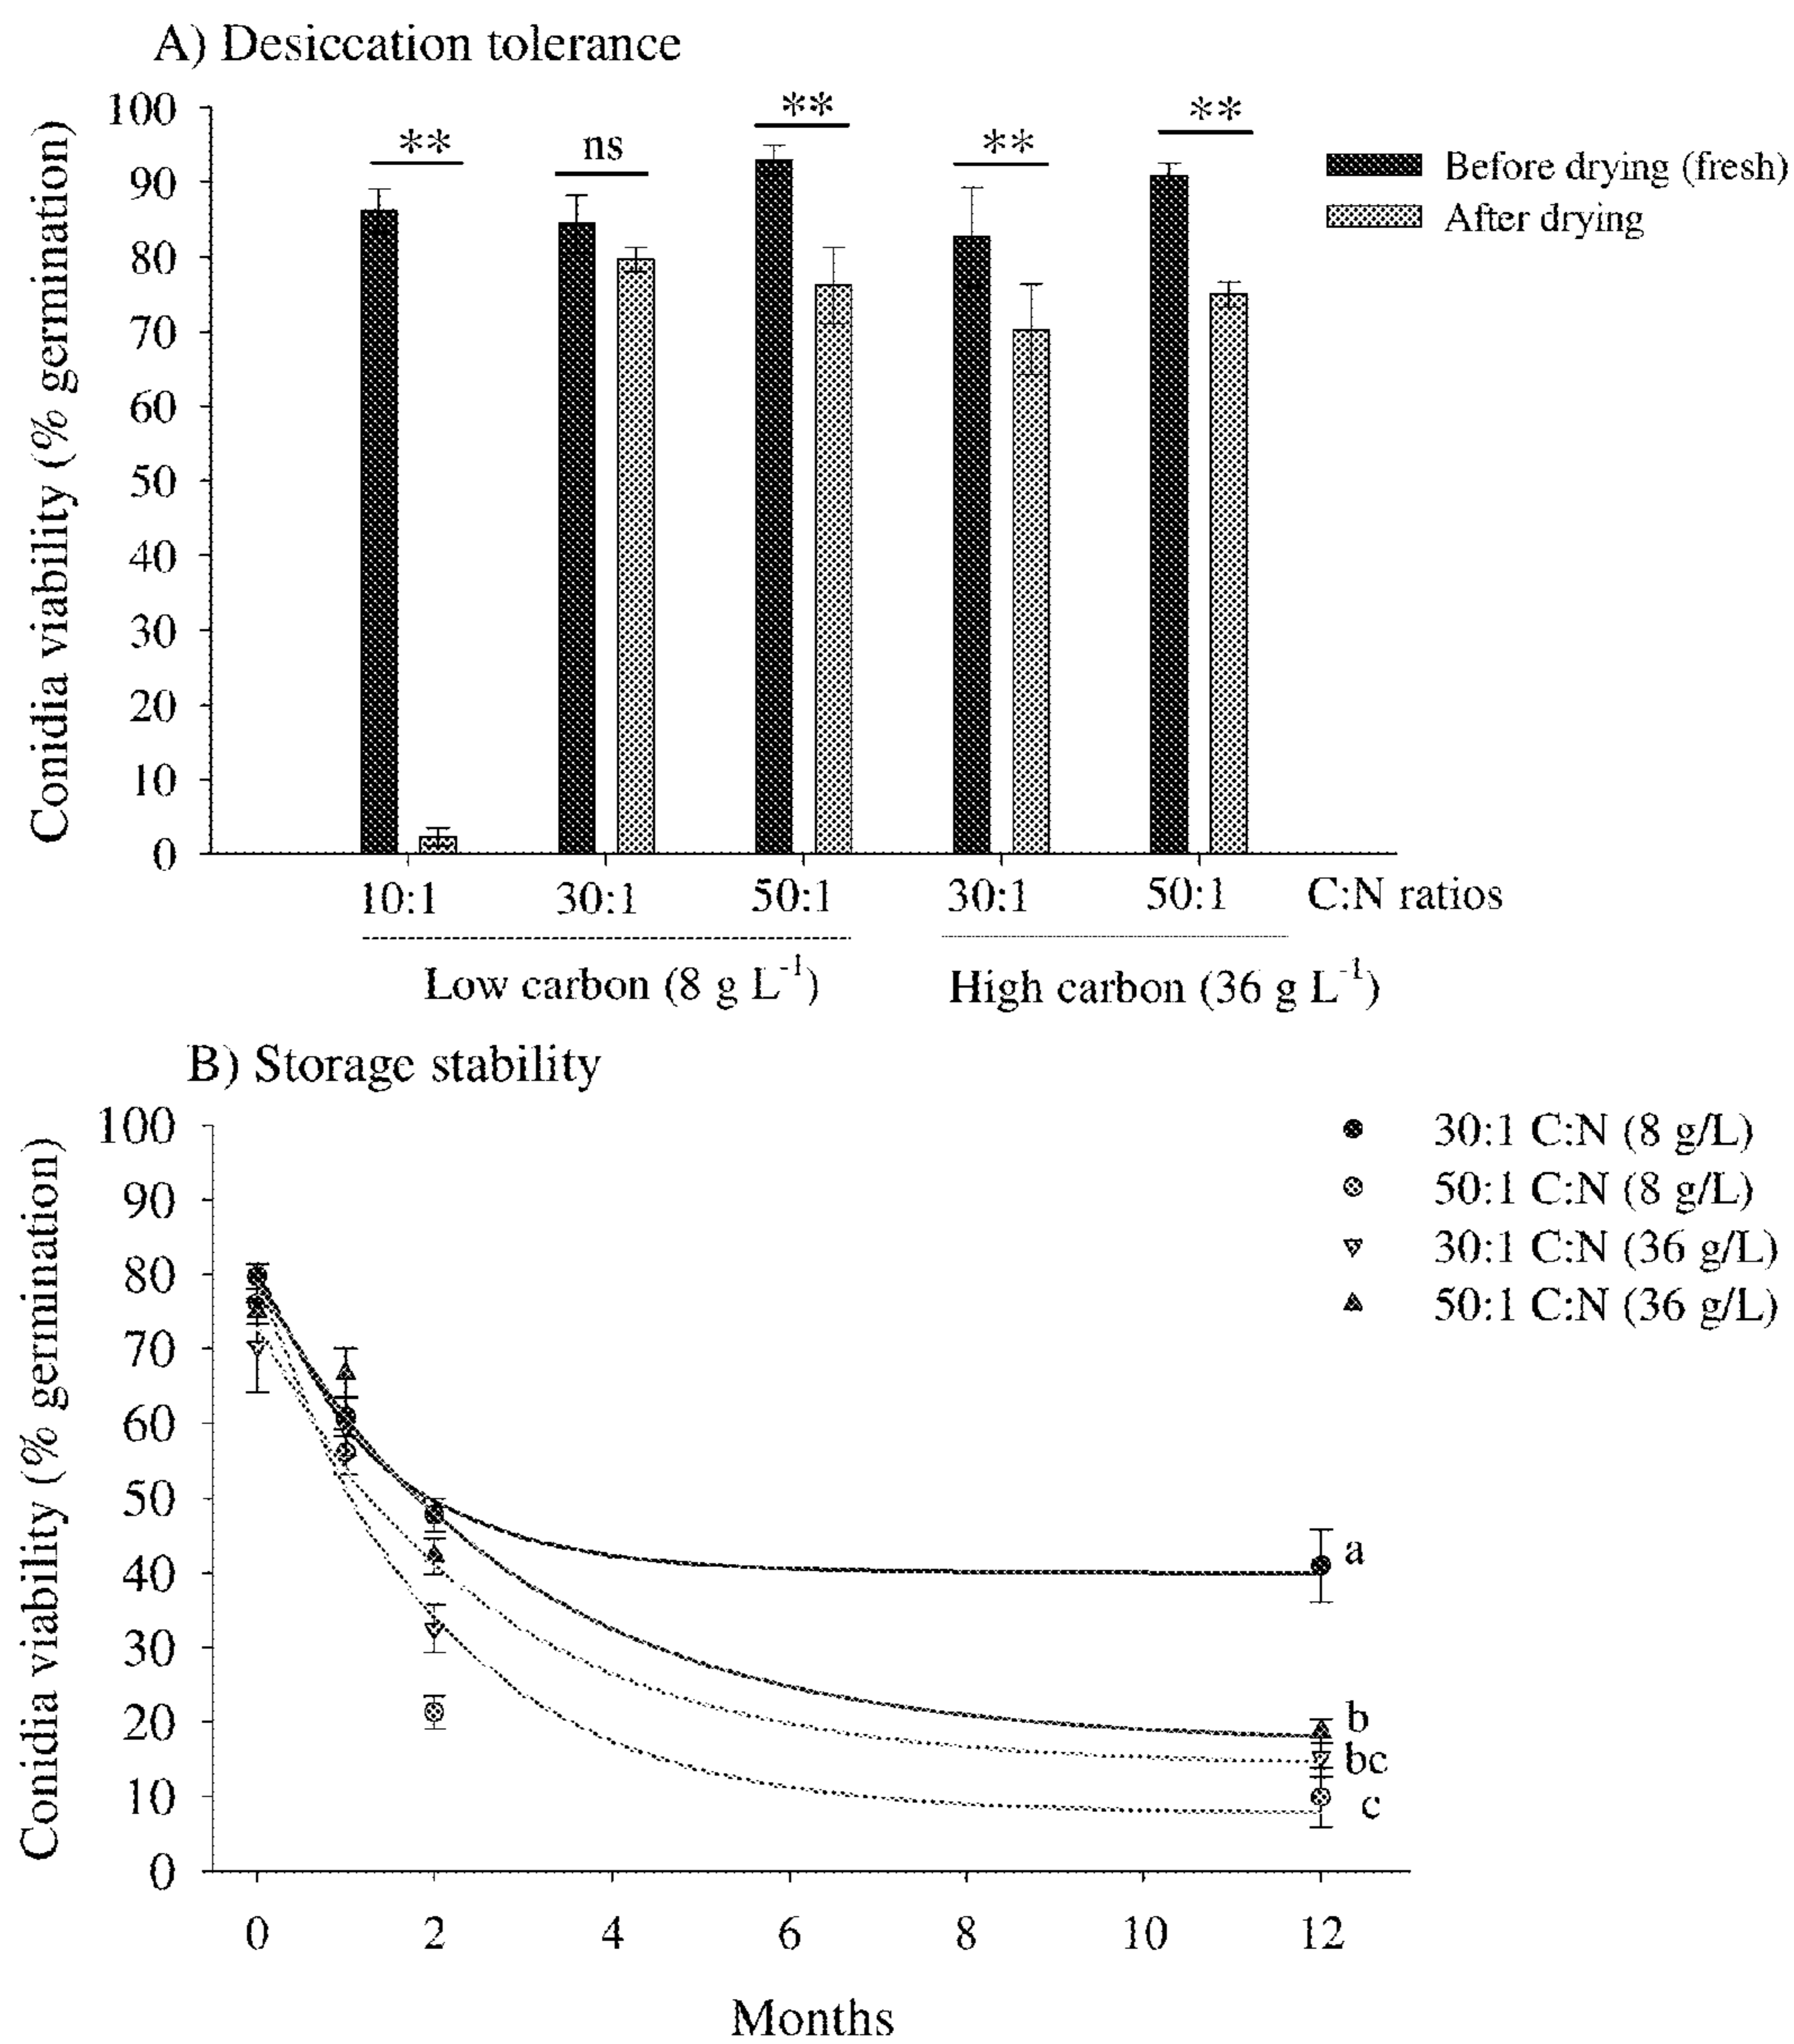 A) Desiccation tolerance
Conidia viability (% germination)
100
90
80
70
60
50
40
30
20
10
0
** ns ** ** **
Before drying (fresh)
After drying
10:1 30:1 50:1 30:1 50:1 C:N ratios
Low carbon (8 g L⁻¹) High carbon (36 g L⁻¹)
B) Storage stability
Conidia viability (% germination)
100
90
80
70
60
50
40
30
20
10
0
30:1 C:N (8 g/L)
50:1 C:N (8 g/L)
30:1 C:N (36 g/L)
50:1 C:N (36 g/L)
a
b
bc
c
0 2 4 6 8 10 12
Months